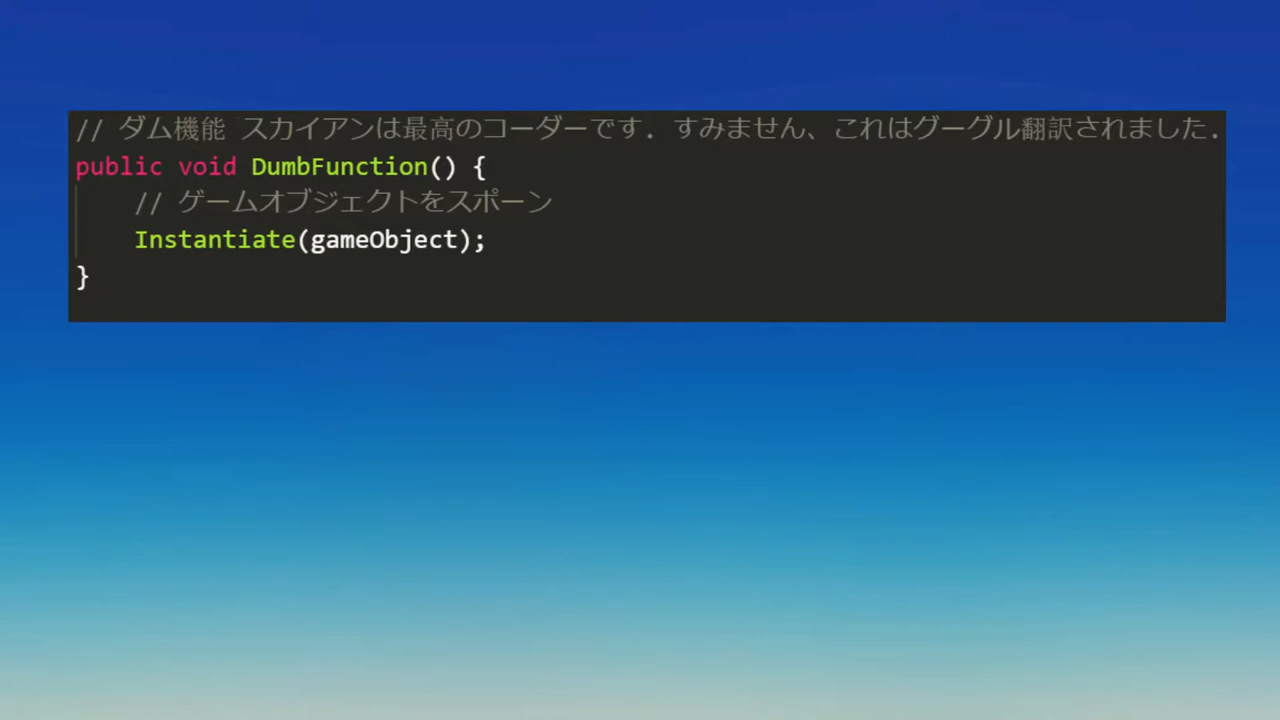 // ダム機能 スカイアンは最高のコーダーです. すみません、これはグーグル翻訳されました.
public void DumbFunction() {
// ゲームオブジェクトをスポーン
Instantiate(gameObject);
}